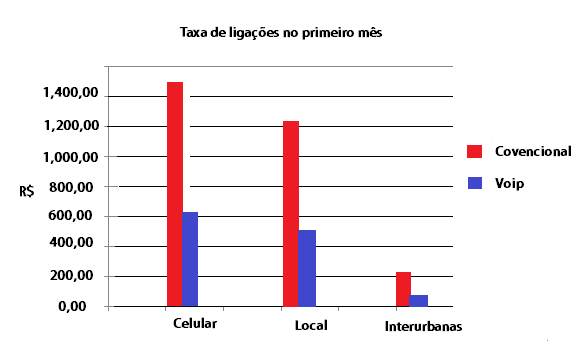 Taxa de ligações no primeiro mês
1,400,00
1,200,00
1,000,00
800,00
600,00
400,00
200,00
0,00
R$
Celular
Local
Interurbanas
Covencional
Voip